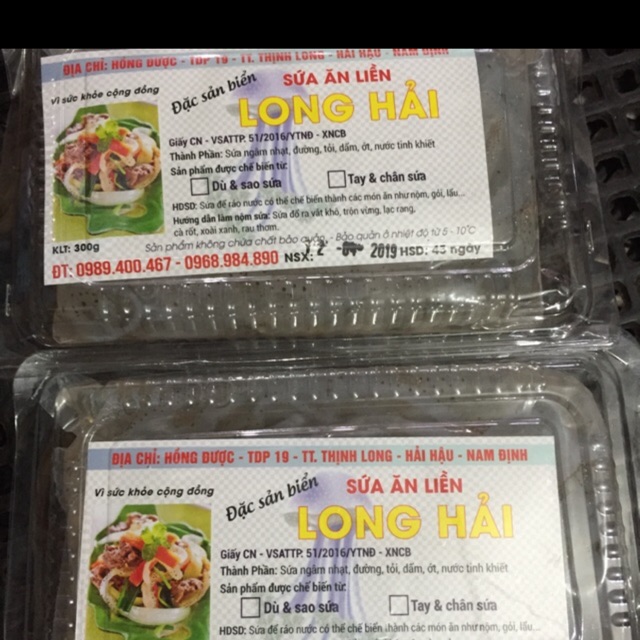 ĐỊA CHỈ: HỒNG ĐƯỢC - TDP 19 - TT. THỊNH LONG - HẢI HẬU - NAM ĐỊNH
Vì sức khỏe cộng đồng
Đặc sản biển
SỨA ĂN LIỀN
LONG HẢI
Giấy CN - VSATTP. 51/2016/YTNĐ - XNCB
Thành Phần: Sứa ngâm nhạt, đường, tỏi, dấm, ớt, nước tinh khiết
Sản phẩm được chế biến từ:
Dù & sao sứa
Tay & chân sứa
HDSD: Sứa để ráo nước có thể chế biến thành các món ăn như nộm, gỏi, lẩu...
Hướng dẫn làm nộm sứa: Sứa đổ ra vắt khô, trộn vừng, lạc rang,
cà rốt, xoài xanh, rau thơm.
KLT: 300g
Sản phẩm không chứa chất bảo quản - Bảo quản ở nhiệt độ từ 5 - 10°C
ĐT: 0989.400.467 - 0968.984.890 NSX: 2 2019 HSD: 45 ngày
ĐỊA CHỈ: HỒNG ĐƯỢC - TDP 19 - TT. THỊNH LONG - HẢI HẬU - NAM ĐỊNH
Vì sức khỏe cộng đồng
Đặc sản biển
SỨA ĂN LIỀN
LONG HẢI
Giấy CN - VSATTP. 51/2016/YTNĐ - XNCB
Thành Phần: Sứa ngâm nhạt, đường, tỏi, dấm, ớt, nước tinh khiết
Sản phẩm được chế biến từ:
Dù & sao sứa
Tay & chân sứa
HDSD: Sứa để ráo nước có thể chế biến thành các món ăn như nộm, gỏi, lẩu...